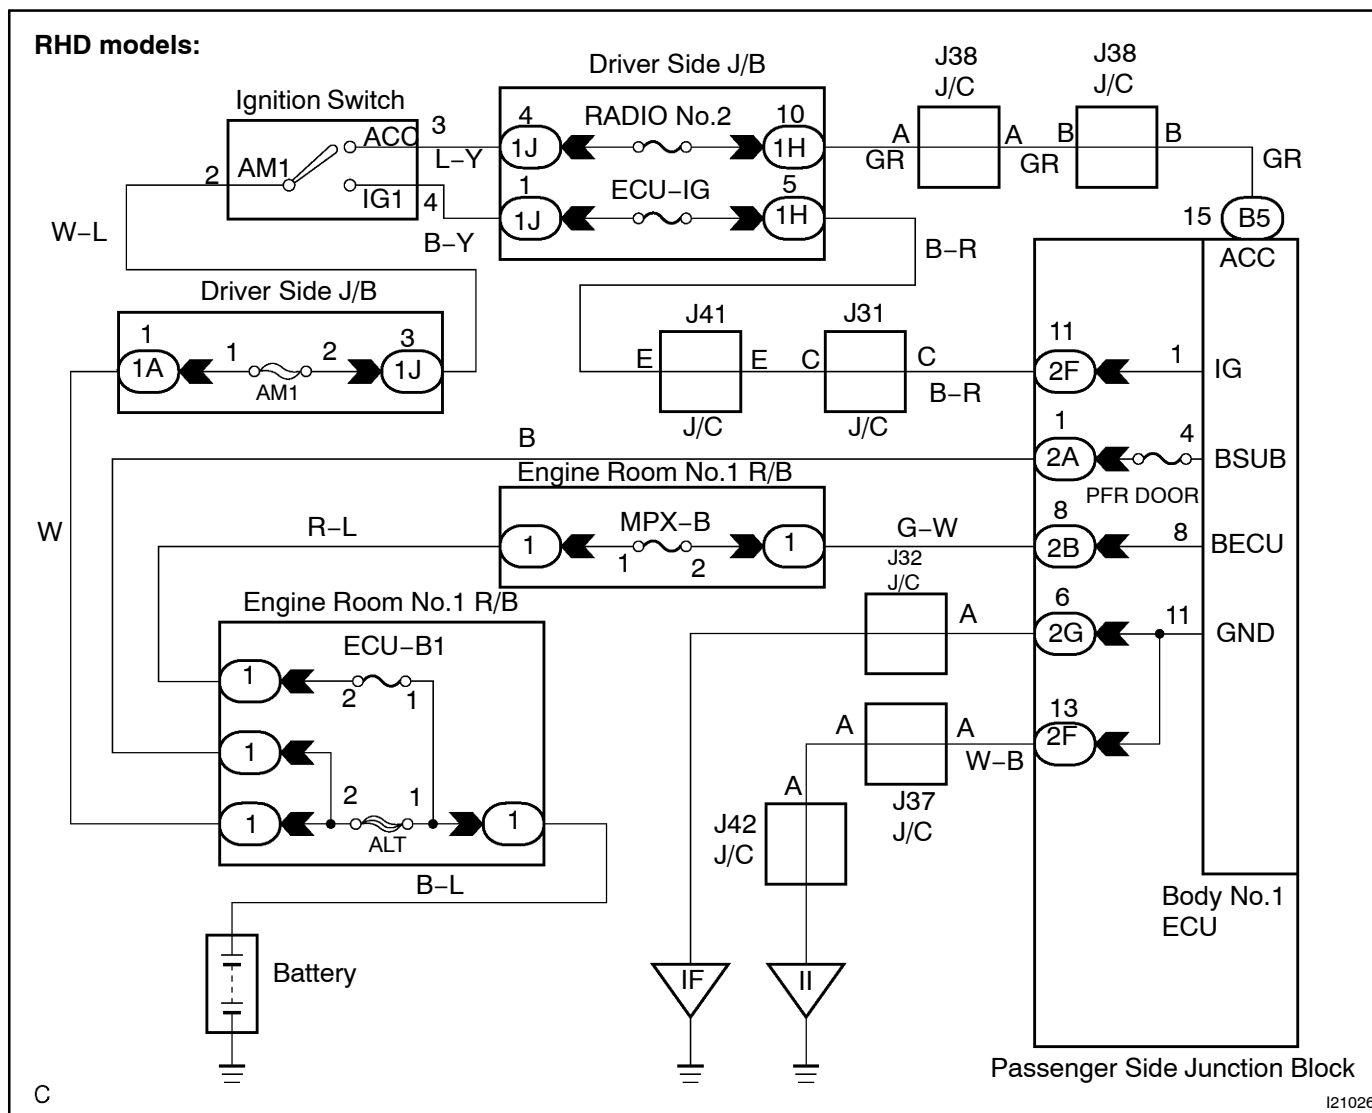 RHD models:
Driver Side J/B
J38
J/C
J38
J/C
Ignition Switch
ACC
3
L−Y
4
1J
RADIO No.2
10
1H
A
GR
A
GR
B
B
GR
2
AM1
IG1
4
B−Y
1
1J
ECU−IG
5
1H
B−R
15
B5
ACC
W−L
Driver Side J/B
1
1A
1
2
AM1
3
1J
J41
E
E
J/C
J31
C
C
J/C
B−R
11
2F
1
IG
B
1
2A
4
BSUB
PFR DOOR
Engine Room No.1 R/B
W
R−L
1
MPX−B
1
2
1
G−W
8
2B
8
BECU
J32
J/C
A
6
2G
11
GND
Engine Room No.1 R/B
ECU−B1
1
2
1
1
1
2
1
ALT
1
B−L
A
A
W−B
13
2F
J37
J/C
A
J42
J/C
Body No.1
ECU
Battery
IF
II
Passenger Side Junction Block
C
I21026